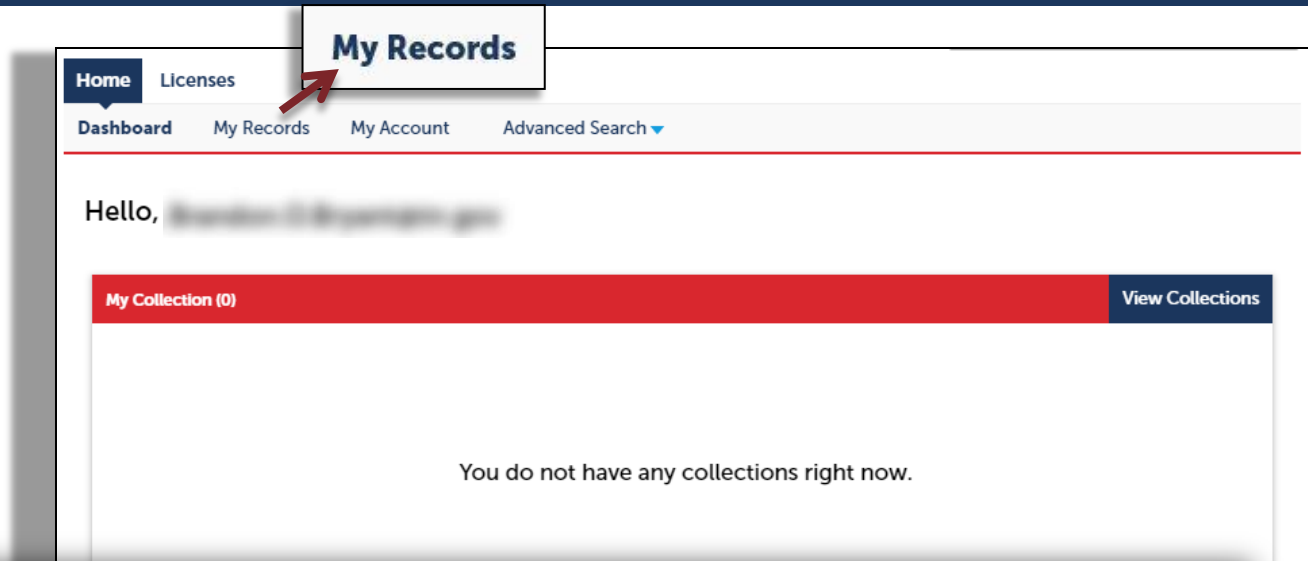 My Records
Home Licenses
Dashboard My Records My Account Advanced Search
Hello,
My Collection (0) View Collections
You do not have any collections right now.